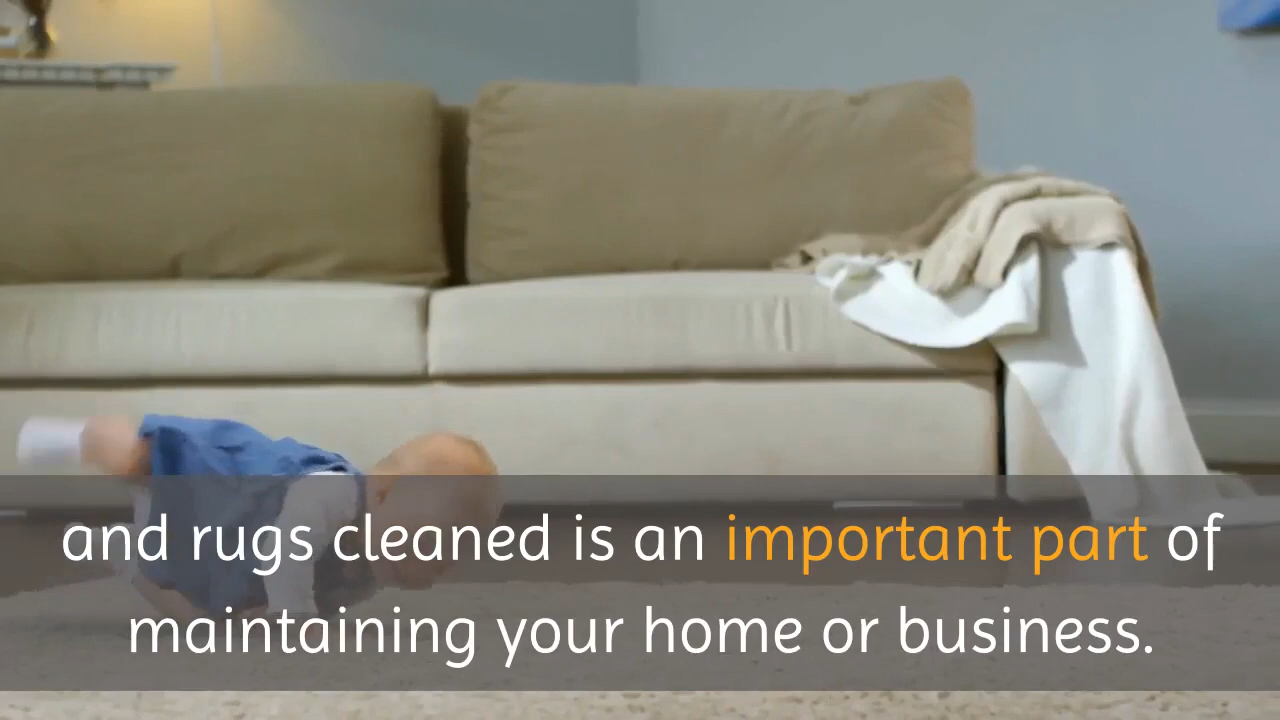 and rugs cleaned is an important part of
maintaining your home or business.